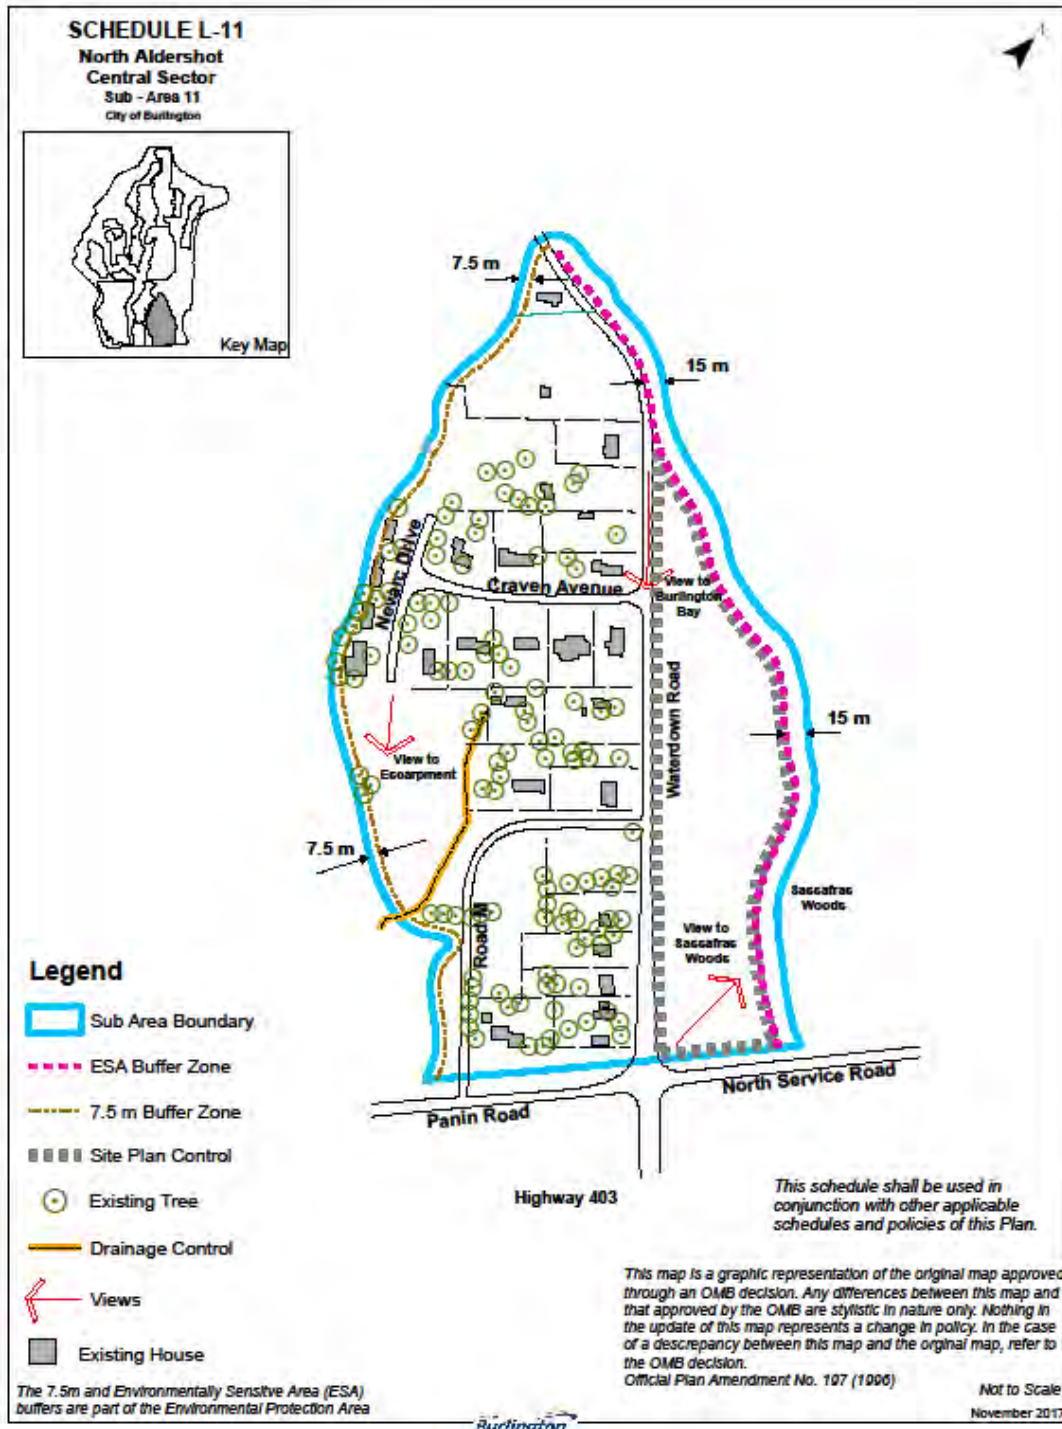 SCHEDULE L-11
North Aldershot
Central Sector
Sub - Area 11
City of Burlington
Key Map
7.5 m
15 m
Nevarc Drive
Craven Avenue
View to
Burlington
Bay
Waterdown Road
15 m
View to
Escarpment
7.5 m
Sassafras
Woods
View to
Sassafras
Woods
Road M
North Service Road
Panin Road
Highway 403
Legend
Sub Area Boundary
ESA Buffer Zone
7.5 m Buffer Zone
Site Plan Control
Existing Tree
Drainage Control
Views
Existing House
The 7.5m and Environmentally Sensitve Area (ESA)
buffers are part of the Environmental Protection Area
This schedule shall be used in
conjunction with other applicable
schedules and policies of this Plan.
This map is a graphic representation of the original map approved
through an OMB decision. Any differences between this map and
that approved by the OMB are stylistic in nature only. Nothing in
the update of this map represents a change in policy. In the case
of a descrepancy between this map and the orginal map, refer to
the OMB decision.
Official Plan Amendment No. 197 (1996)
Not to Scale
November 2017
Burlington